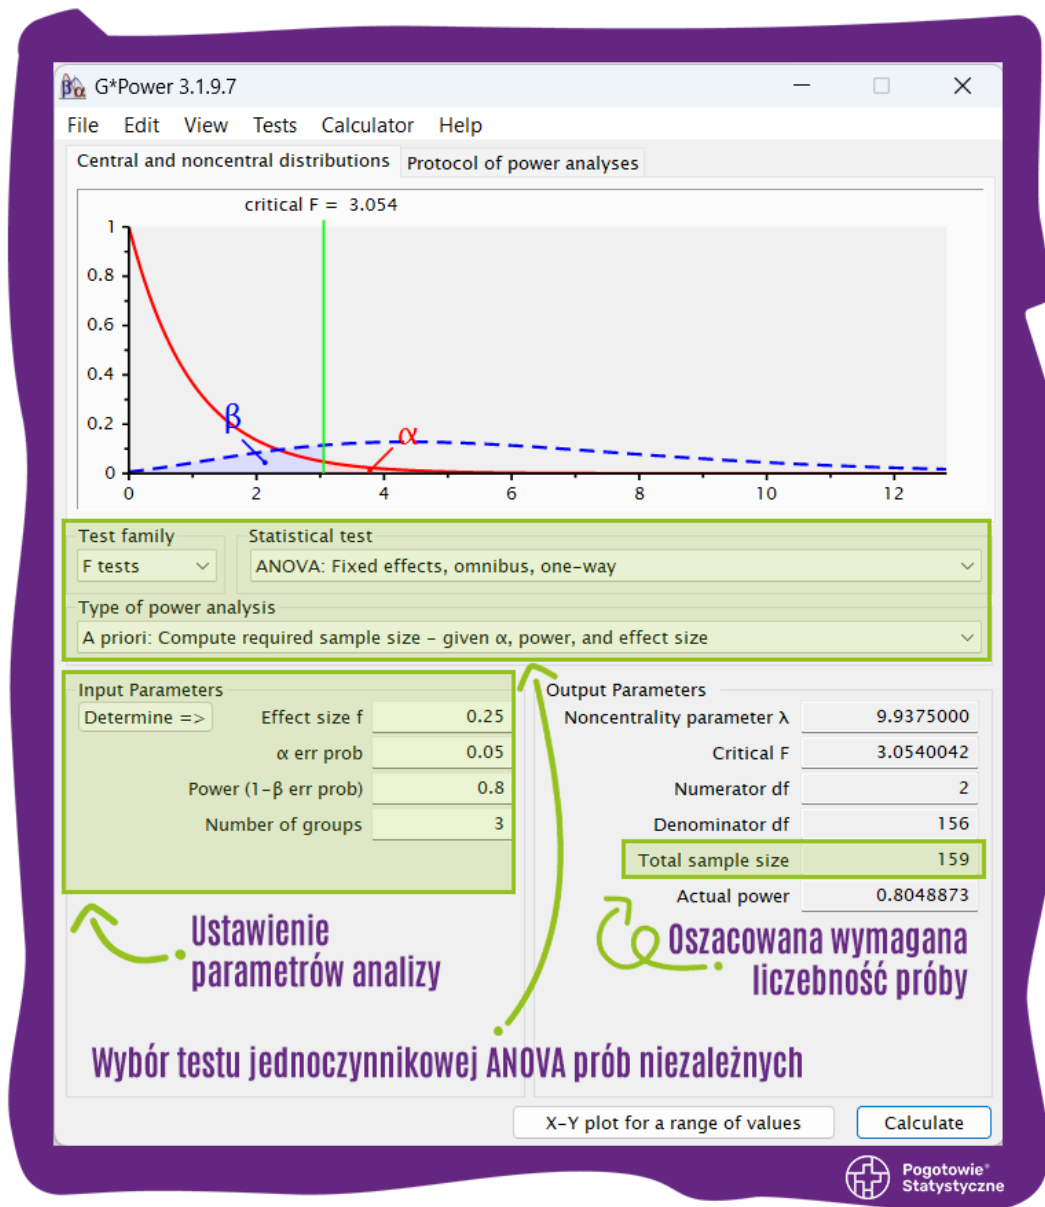 G*Power 3.1.9.7
File Edit View Tests Calculator Help
Central and noncentral distributions
Protocol of power analyses
critical F = 3.054
1
0.8
0.6
0.4
0.2
0
β
α
0 2 4 6 8 10 12
Test family
Statistical test
F tests
ANOVA: Fixed effects, omnibus, one-way
Type of power analysis
A priori: Compute required sample size – given α, power, and effect size
Input Parameters
Determine =>
Effect size f 0.25
α err prob 0.05
Power (1-β err prob) 0.8
Number of groups 3
Output Parameters
Noncentrality parameter λ 9.9375000
Critical F 3.0540042
Numerator df 2
Denominator df 156
Total sample size 159
Actual power 0.8048873
Ustawienie
parametrów analizy
Oszacowana wymagana
liczebność próby
Wybór testu jednoczynnikowej ANOVA prób niezależnych
X-Y plot for a range of values
Calculate
Pogotowie®
Statystyczne